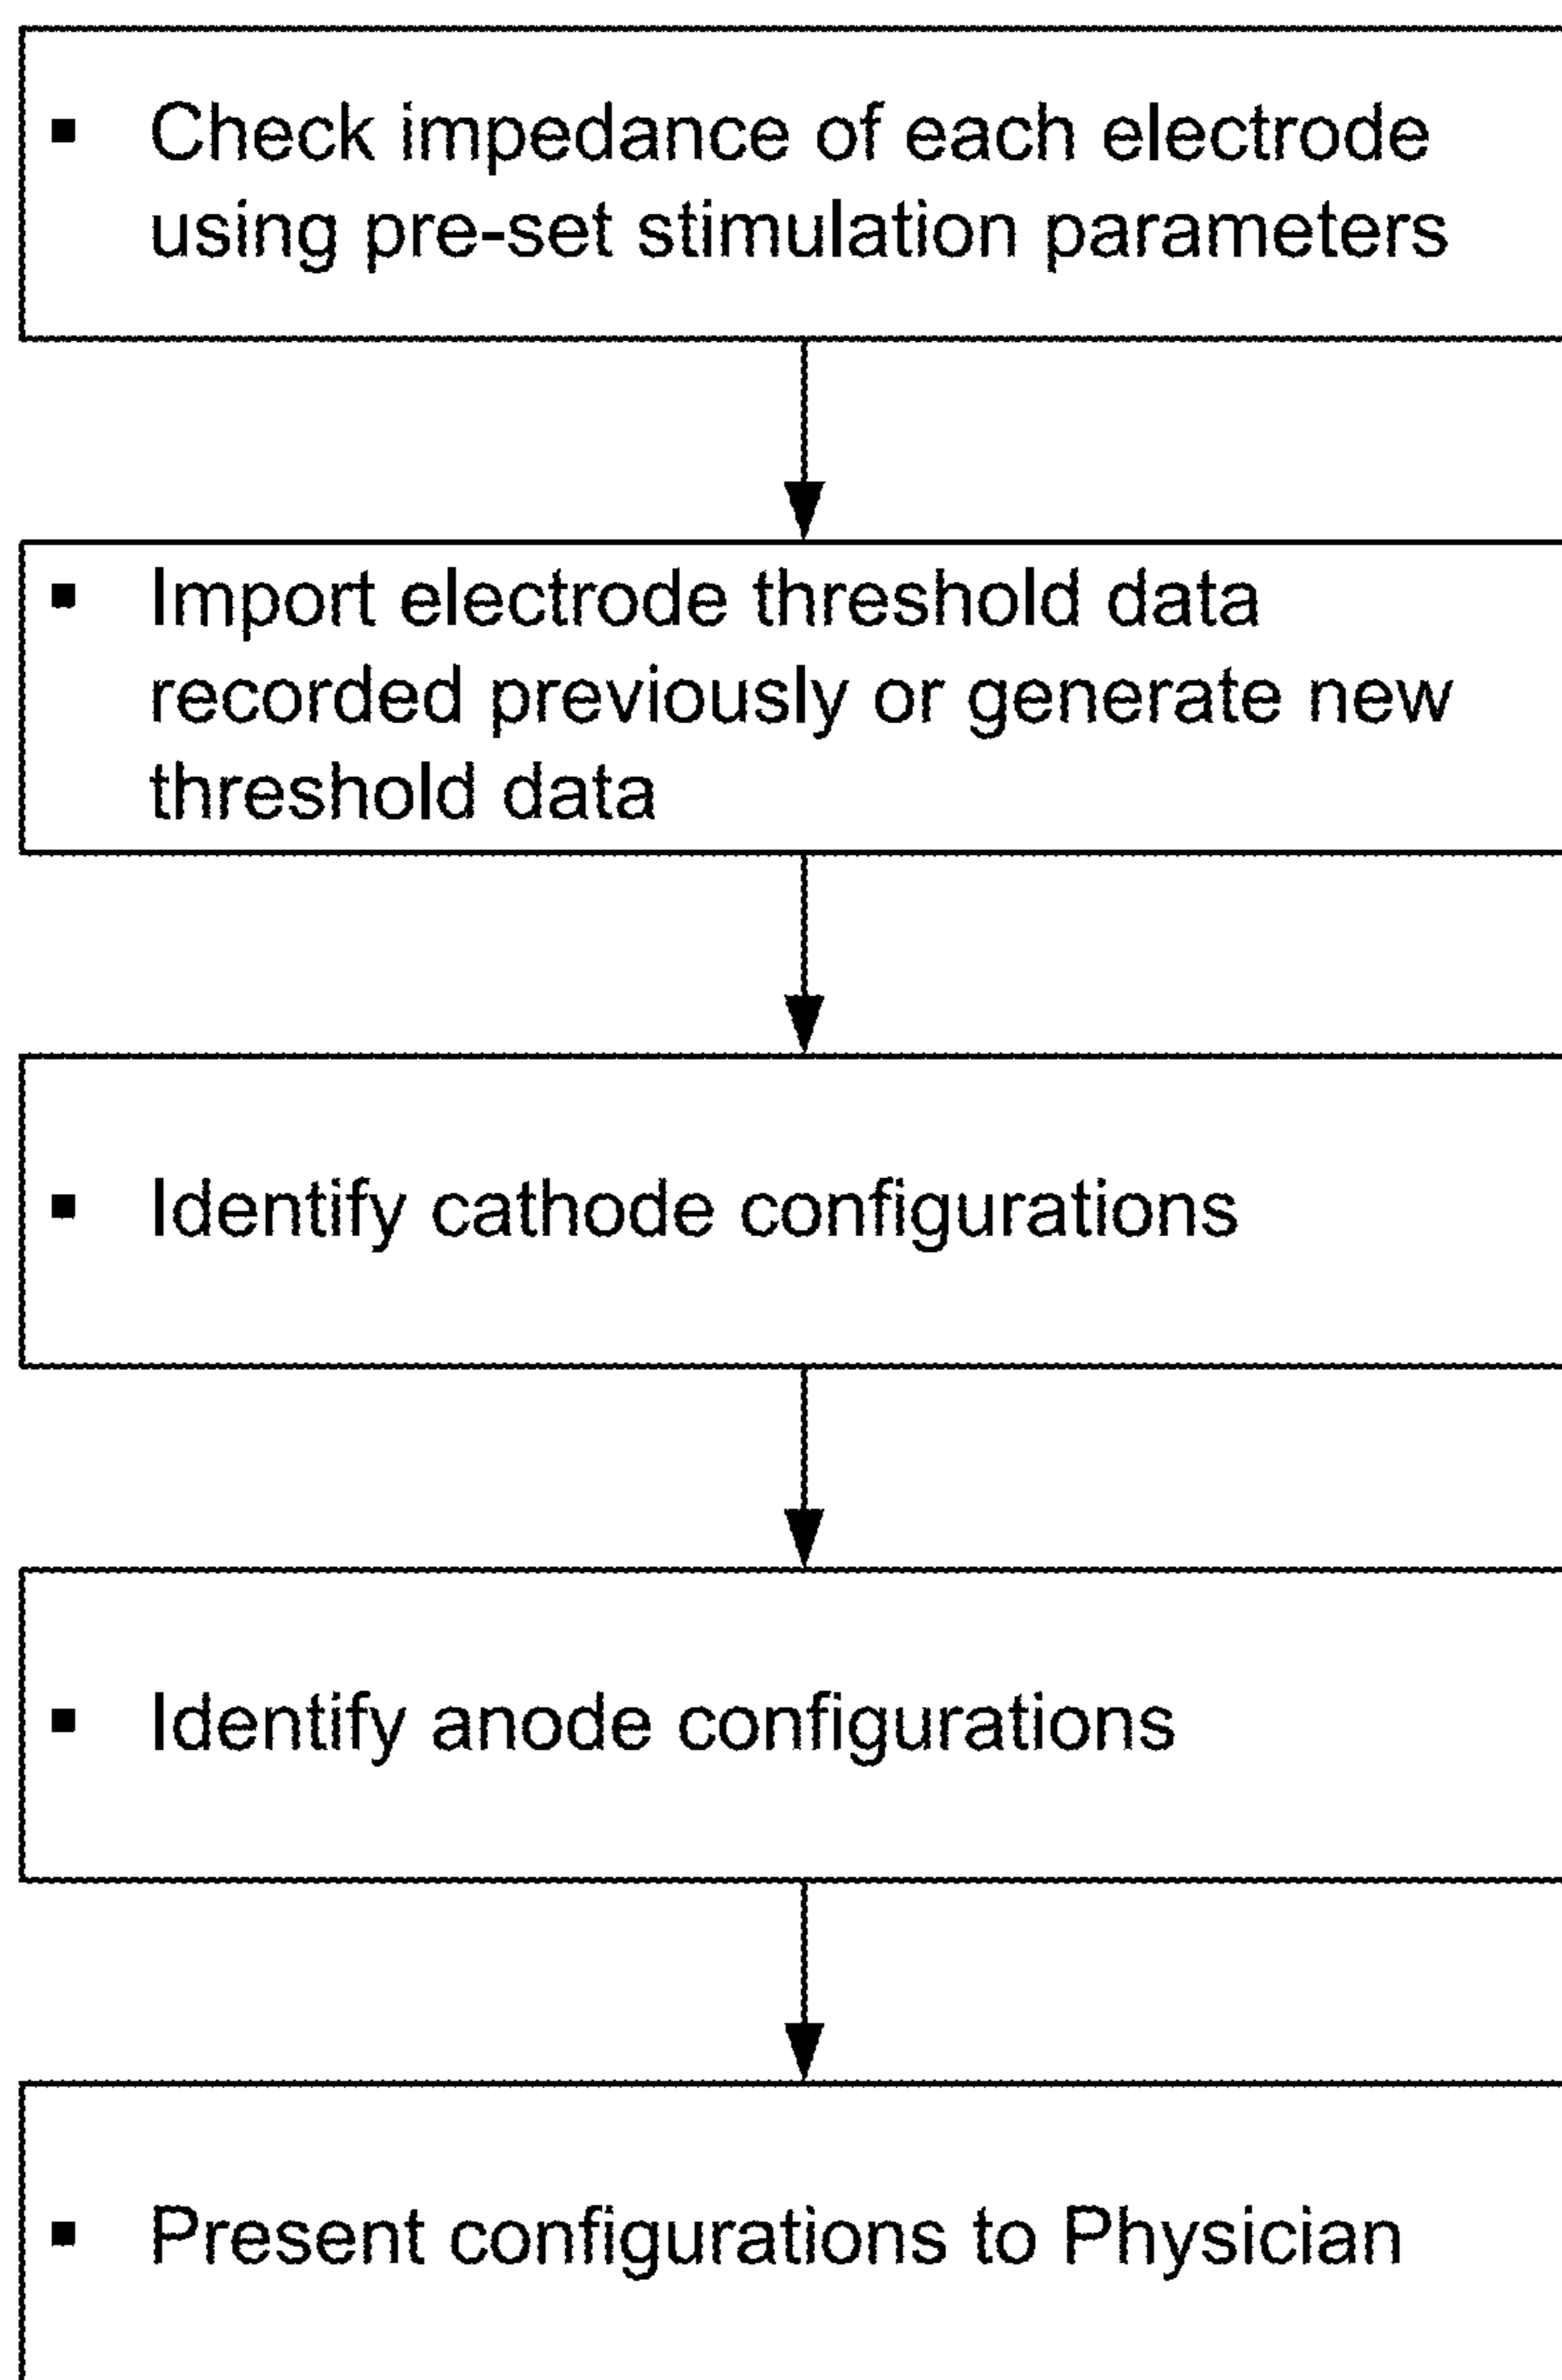 ▪ Check impedance of each electrode
using pre-set stimulation parameters
▪ Import electrode threshold data
recorded previously or generate new
threshold data
▪ Identify cathode configurations
▪ Identify anode configurations
▪ Present configurations to Physician